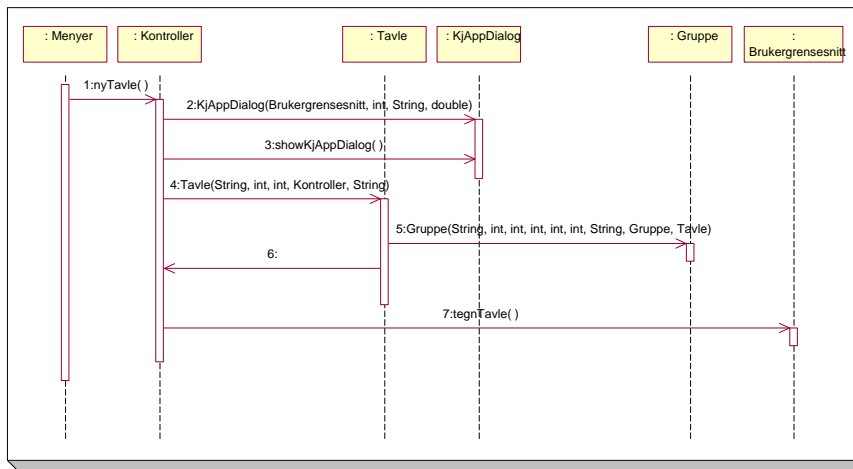 : Menyer
: Kontroller
: Tavle
: KjAppDialog
: Gruppe
:
Brukergrensesnitt
1:nyTavle( )
2:KjAppDialog(Brukergrensesnitt, int, String, double)
3:showKjAppDialog( )
4:Tavle(String, int, int, Kontroller, String)
5:Gruppe(String, int, int, int, int, int, String, Gruppe, Tavle)
6:
7:tegnTavle( )